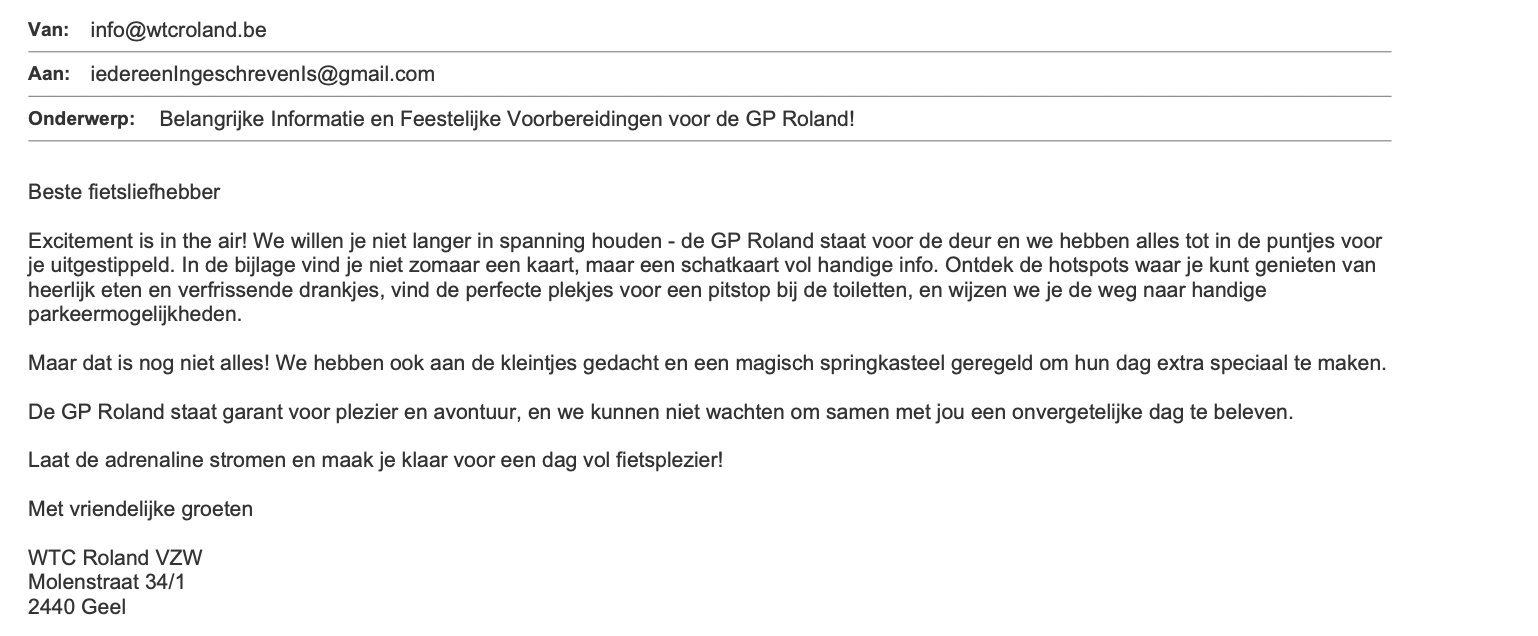 Van: info@wtcroland.be
Aan: iedereenIngeschrevenIs@gmail.com
Onderwerp: Belangrijke Informatie en Feestelijke Voorbereidingen voor de GP Roland!
Beste fietsliefhebber
Excitement is in the air! We willen je niet langer in spanning houden - de GP Roland staat voor de deur en we hebben alles tot in de puntjes voor
je uitgestippeld. In de bijlage vind je niet zomaar een kaart, maar een schatkaart vol handige info. Ontdek de hotspots waar je kunt genieten van
heerlijk eten en verfrissende drankjes, vind de perfecte plekjes voor een pitstop bij de toiletten, en wijzen we je de weg naar handige
parkeermogelijkheden.
Maar dat is nog niet alles! We hebben ook aan de kleintjes gedacht en een magisch springkasteel geregeld om hun dag extra speciaal te maken.
De GP Roland staat garant voor plezier en avontuur, en we kunnen niet wachten om samen met jou een onvergetelijke dag te beleven.
Laat de adrenaline stromen en maak je klaar voor een dag vol fietsplezier!
Met vriendelijke groeten
WTC Roland VZW
Molenstraat 34/1
2440 Geel